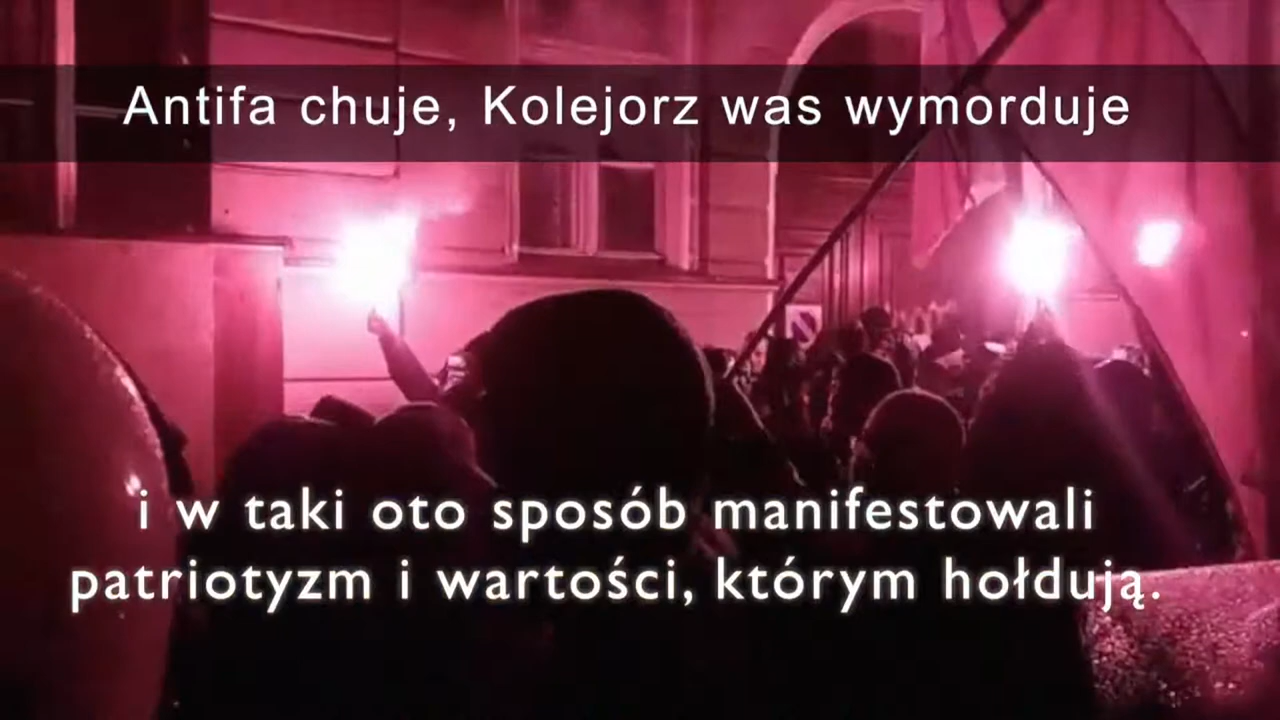 Antifa chuje, Kolejorz was wymorduje
i w taki oto sposób manifestowali
patriotyzm i wartości, którym hołdują.